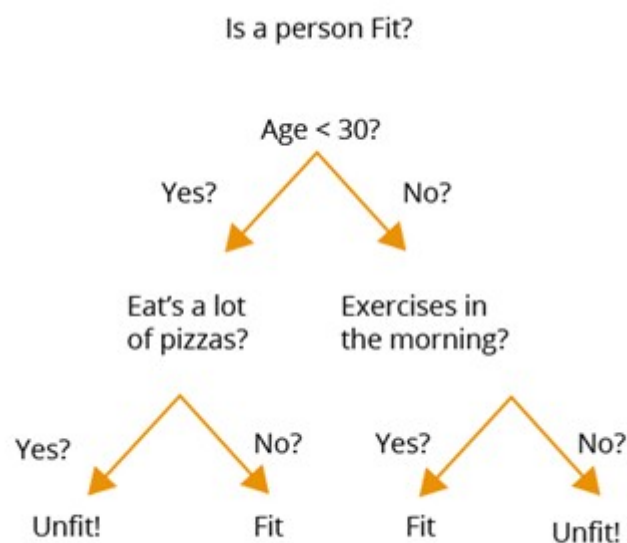 Is a person Fit?
Age < 30?
Yes?
No?
Eat's a lot
of pizzas?
Exercises in
the morning?
Yes?
No?
Yes?
No?
Unfit!
Fit
Fit
Unfit!